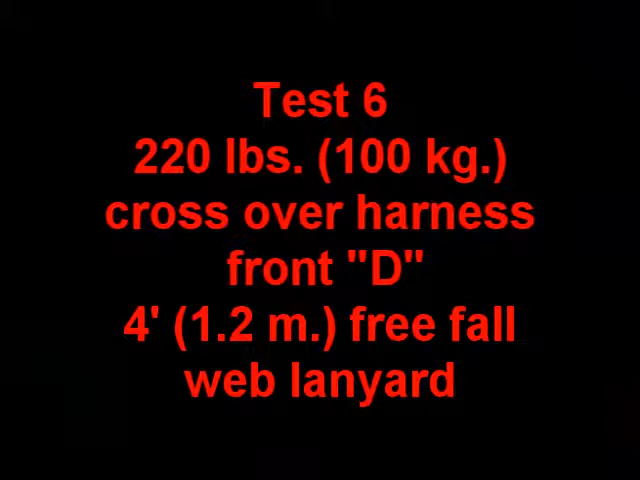 Test 6
220 lbs. (100 kg.)
cross over harness
front "D"
4' (1.2 m.) free fall
web lanyard